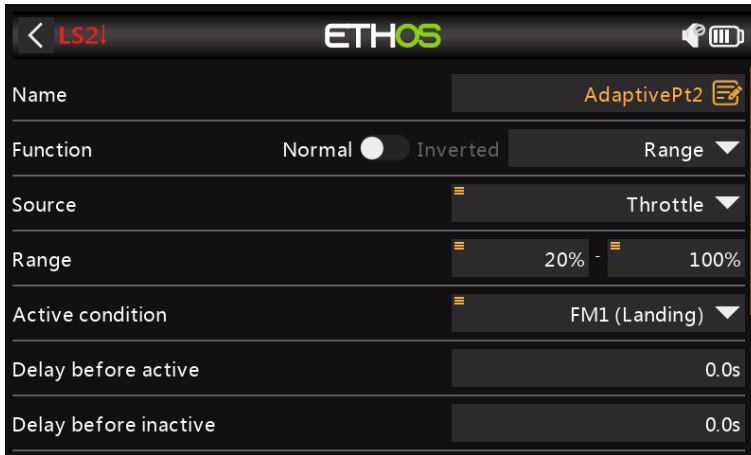 LS2↓ ETHOS
Name AdaptivePt2
Function Normal Inverted Range
Source Throttle
Range 20% - 100%
Active condition FM1 (Landing)
Delay before active 0.0s
Delay before inactive 0.0s